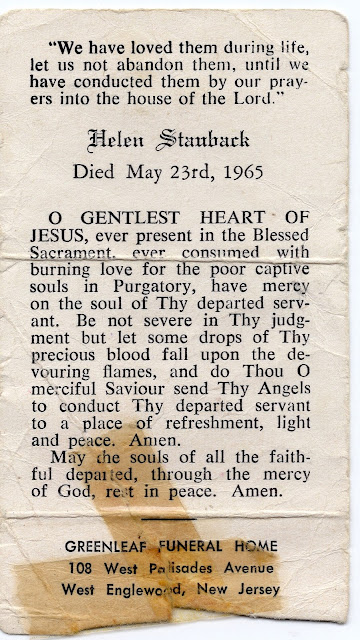 "We have loved them during life,
let us not abandon them, until we
have conducted them by our pray-
ers into the house of the Lord."
Helen Stanback
Died May 23rd, 1965
O GENTLEST HEART OF
JESUS, ever present in the Blessed
Sacrament, ever consumed with
burning love for the poor captive
souls in Purgatory, have mercy
on the soul of Thy departed serv-
ant. Be not severe in Thy judg-
ment but let some drops of Thy
precious blood fall upon the de-
vouring flames, and do Thou O
merciful Saviour send Thy Angels
to conduct Thy departed servant
to a place of refreshment, light
and peace. Amen.
May the souls of all the faith-
ful departed, through the mercy
of God, rest in peace. Amen.
GREENLEAF FUNERAL HOME
108 West Palisades Avenue
West Englewood, New Jersey